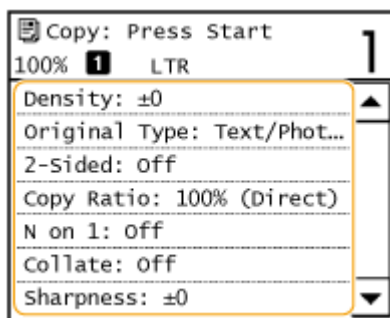 Copy: Press Start
100% 1 LTR
1
Density: ±0
Original Type: Text/Phot...
2-Sided: Off
Copy Ratio: 100% (Direct)
N on 1: Off
Collate: Off
Sharpness: ±0